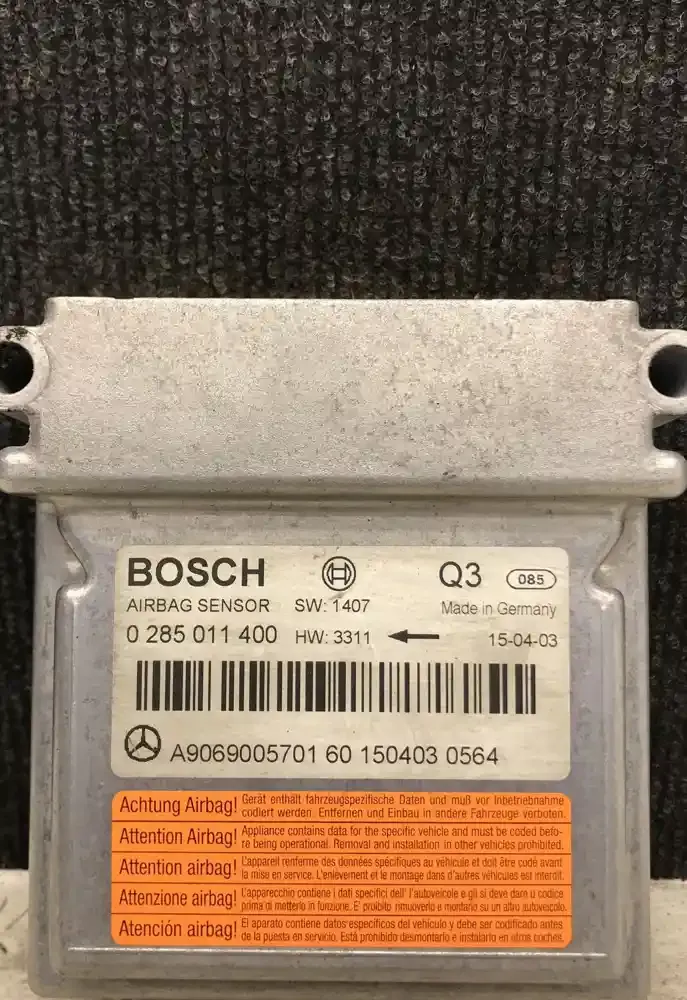 BOSCH Q3 085
AIRBAG SENSOR SW: 1407 Made in Germany
0 285 011 400 HW: 3311 15-04-03
A9069005701 60 150403 0564
Achtung Airbag! Gerät enthält fahrzeugspezifische Daten und muß vor Inbetriebnahme
codiert werden. Entfernen und Einbau in andere Fahrzeuge verboten.
Attention Airbag! Appliance contains data for the specific vehicle and must be coded befo-
re being operational. Removal and installation in other vehicles prohibited.
Attention airbag! L'appareil renferme des données spécifiques au véhicule et doit être codé avant
la mise en service. L'enlèvement et le montage dans d'autres véhicules est interdit.
Attenzione airbag! L'apparecchio contiene i dati specifici dell' l'autoveicolo e gli si deve dare il codice
prima di metterlo in funzione. E' proibito rimuoverlo e montarlo su un altro autoveicolo.
Atención airbag! El aparato contiene datos específicos del vehículo y debe ser codificado antes
de la puesta en servicio. Está prohibido desmontarlo e instalarlo en otros coches.